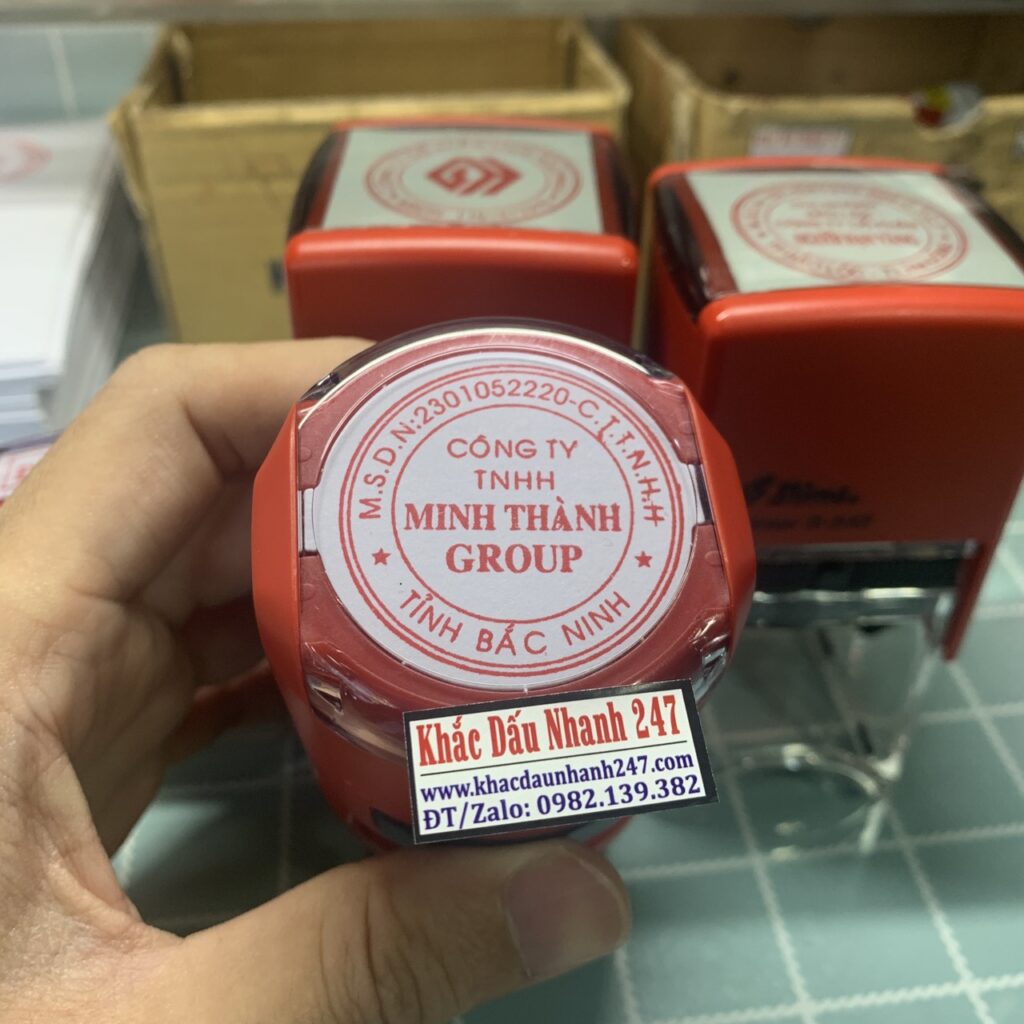 M.S.D.N:2301052220-C.T.T.N.H.H
CÔNG TY
TNHH
MINH THÀNH
GROUP
TỈNH BẮC NINH
Khắc Dấu Nhanh 247
www.khacdaunhanh247.com
ĐT/Zalo: 0982.139.382